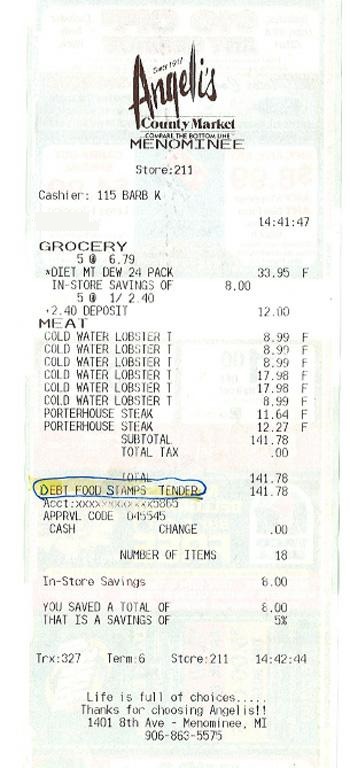 Since 1917
Angeli's
County Market
COMPARE THE BOTTOM LINE
MENOMINEE
Store:211
Cashier: 115 BARB K
14:41:47
GROCERY
5 @ 6.79
*DIET MT DEW 24 PACK 33.95 F
IN-STORE SAVINGS OF 8.00
5 @ 1/ 2.40
+2.40 DEPOSIT 12.00
MEAT
COLD WATER LOBSTER T 8.99 F
COLD WATER LOBSTER T 8.99 F
COLD WATER LOBSTER T 8.99 F
COLD WATER LOBSTER T 17.98 F
COLD WATER LOBSTER T 17.98 F
COLD WATER LOBSTER T 8.99 F
PORTERHOUSE STEAK 11.64 F
PORTERHOUSE STEAK 12.27 F
SUBTOTAL 141.78
TOTAL TAX .00
TOTAL 141.78
DEBT FOOD STAMPS TENDER 141.78
Acct:xxxxxxxxxxxx5865
APPRVL CODE 045545
CASH CHANGE .00
NUMBER OF ITEMS 18
In-Store Savings 8.00
YOU SAVED A TOTAL OF 8.00
THAT IS A SAVINGS OF 5%
Trx:327 Term:6 Store:211 14:42:44
Life is full of choices.....
Thanks for choosing Angelis!!
1401 8th Ave - Menominee, MI
906-863-5575